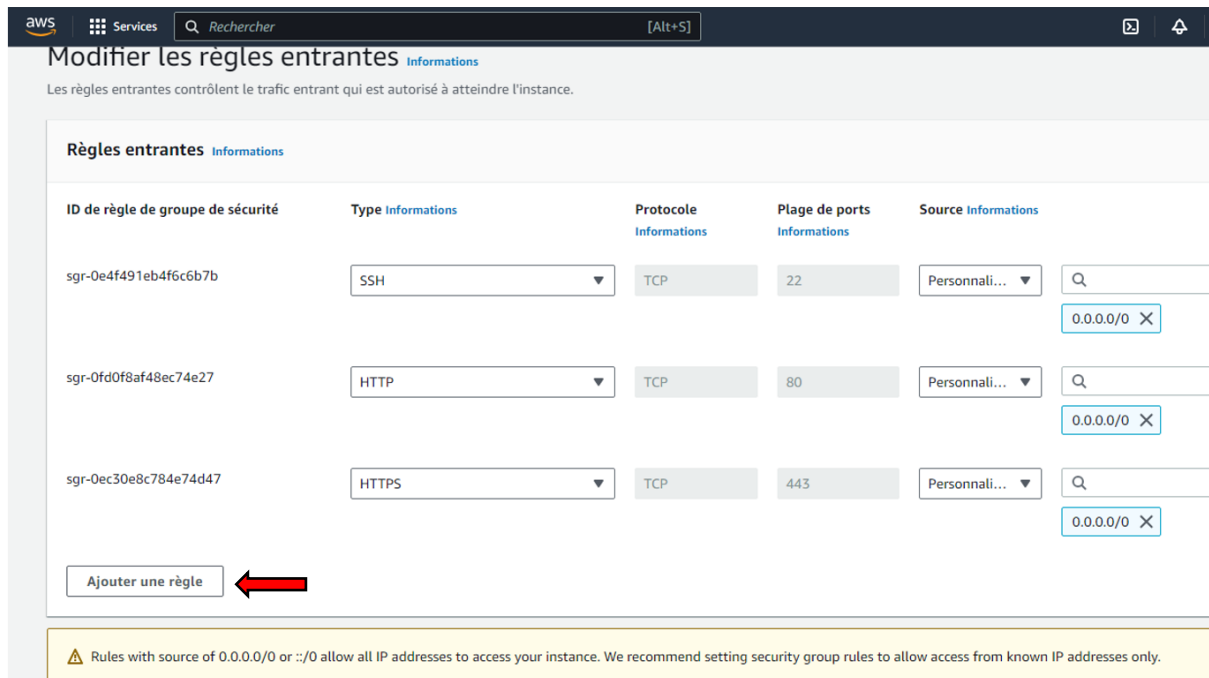 aws Services Rechercher [Alt+S]
Modifier les règles entrantes Informations
Les règles entrantes contrôlent le trafic entrant qui est autorisé à atteindre l'instance.
Règles entrantes Informations
ID de règle de groupe de sécurité Type Informations Protocole Informations Plage de ports Informations Source Informations
sgr-0e4f491eb4f6c6b7b SSH TCP 22 Personnali...
0.0.0.0/0
sgr-0fd0f8af48ec74e27 HTTP TCP 80 Personnali...
0.0.0.0/0
sgr-0ec30e8c784e74d47 HTTPS TCP 443 Personnali...
0.0.0.0/0
Ajouter une règle
Rules with source of 0.0.0.0/0 or ::/0 allow all IP addresses to access your instance. We recommend setting security group rules to allow access from known IP addresses only.